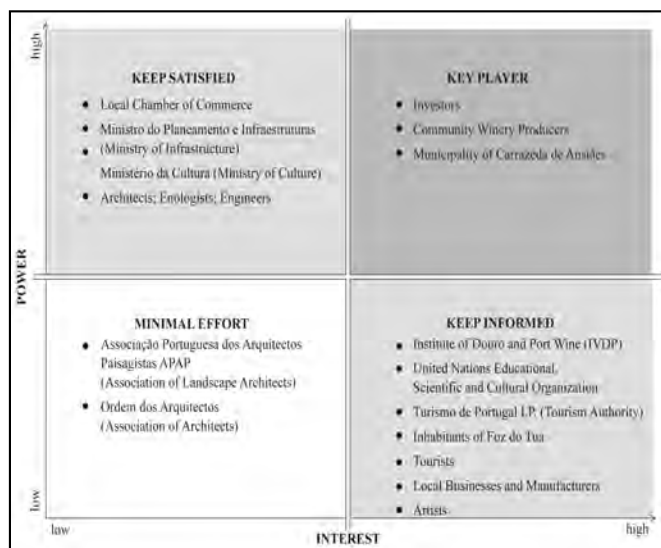 high
KEEP SATISFIED
Local Chamber of Commerce
Ministro do Planeamento e Infraestruturas
(Ministry of Infrastructure)
Ministério da Cultura (Ministry of Culture)
Architects; Enologists; Engineers
KEY PLAYER
Investors
Community Winery Producers
Municipality of Carrazeda de Ansiães
POWER
MINIMAL EFFORT
Associação Portuguesa dos Arquitectos
Paisagistas APAP
(Association of Landscape Architects)
Ordem dos Arquitectos
(Association of Architects)
KEEP INFORMED
Institute of Douro and Port Wine (IVDP)
United Nations Educational,
Scientific and Cultural Organization
Turismo de Portugal I.P. (Tourism Authority)
Inhabitants of Foz do Tua
Tourists
Local Businesses and Manufacturers
Artists
low
low
INTEREST
high